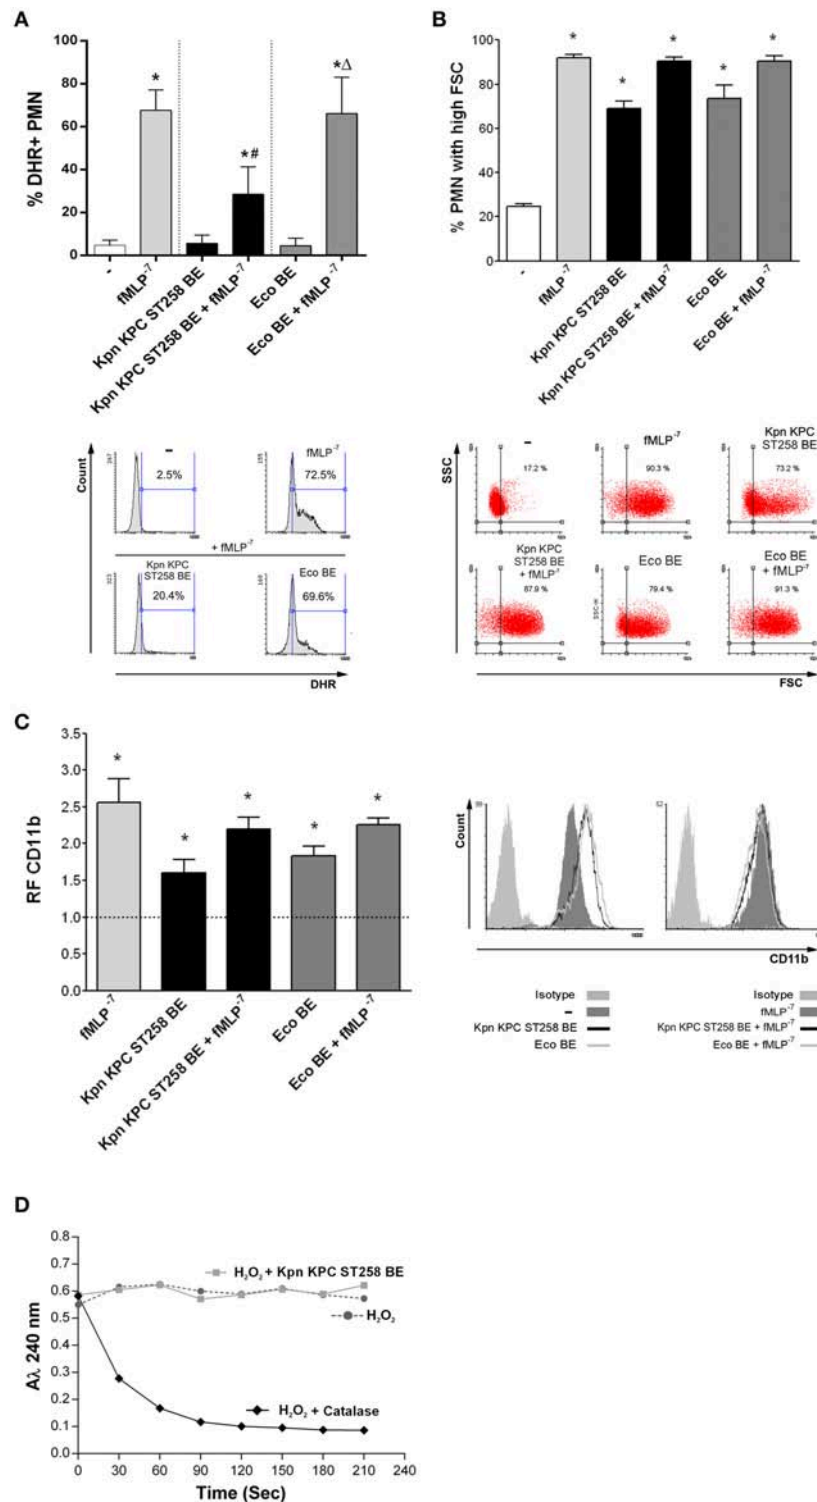 A
% DHR+ PMN
100
80
60
40
20
0
*
*#
*Δ
-
fMLP-7
Kpn KPC ST258 BE
Kpn KPC ST258 BE + fMLP-7
Eco BE
Eco BE + fMLP-7
Count
-
2.5%
fMLP-7
72.5%
+ fMLP-7
Kpn KPC
ST258 BE
20.4%
Eco BE
69.6%
DHR
B
% PMN with high FSC
100
80
60
40
20
0
*
*
*
*
*
-
fMLP-7
Kpn KPC ST258 BE
Kpn KPC ST258 BE + fMLP-7
Eco BE
Eco BE + fMLP-7
SSC
-
17.2 %
fMLP-7
90.3 %
Kpn KPC
ST258 BE
73.2 %
Kpn KPC
ST258 BE
+ fMLP-7
87.9 %
Eco BE
79.4 %
SSC-H
Eco BE
+ fMLP-7
91.3 %
FSC
C
RF CD11b
3.5
3.0
2.5
2.0
1.5
1.0
0.5
0.0
*
*
*
*
*
fMLP-7
Kpn KPC ST258 BE
Kpn KPC ST258 BE + fMLP-7
Eco BE
Eco BE + fMLP-7
Count
CD11b
Isotype
-
Kpn KPC ST258 BE
Eco BE
Isotype
fMLP-7
Kpn KPC ST258 BE + fMLP-7
Eco BE + fMLP-7
D
Aλ 240 nm
0.8
0.7
0.6
0.5
0.4
0.3
0.2
0.1
0.0
H2O2 + Kpn KPC ST258 BE
H2O2
H2O2 + Catalase
0 30 60 90 120 150 180 210 240
Time (Sec)